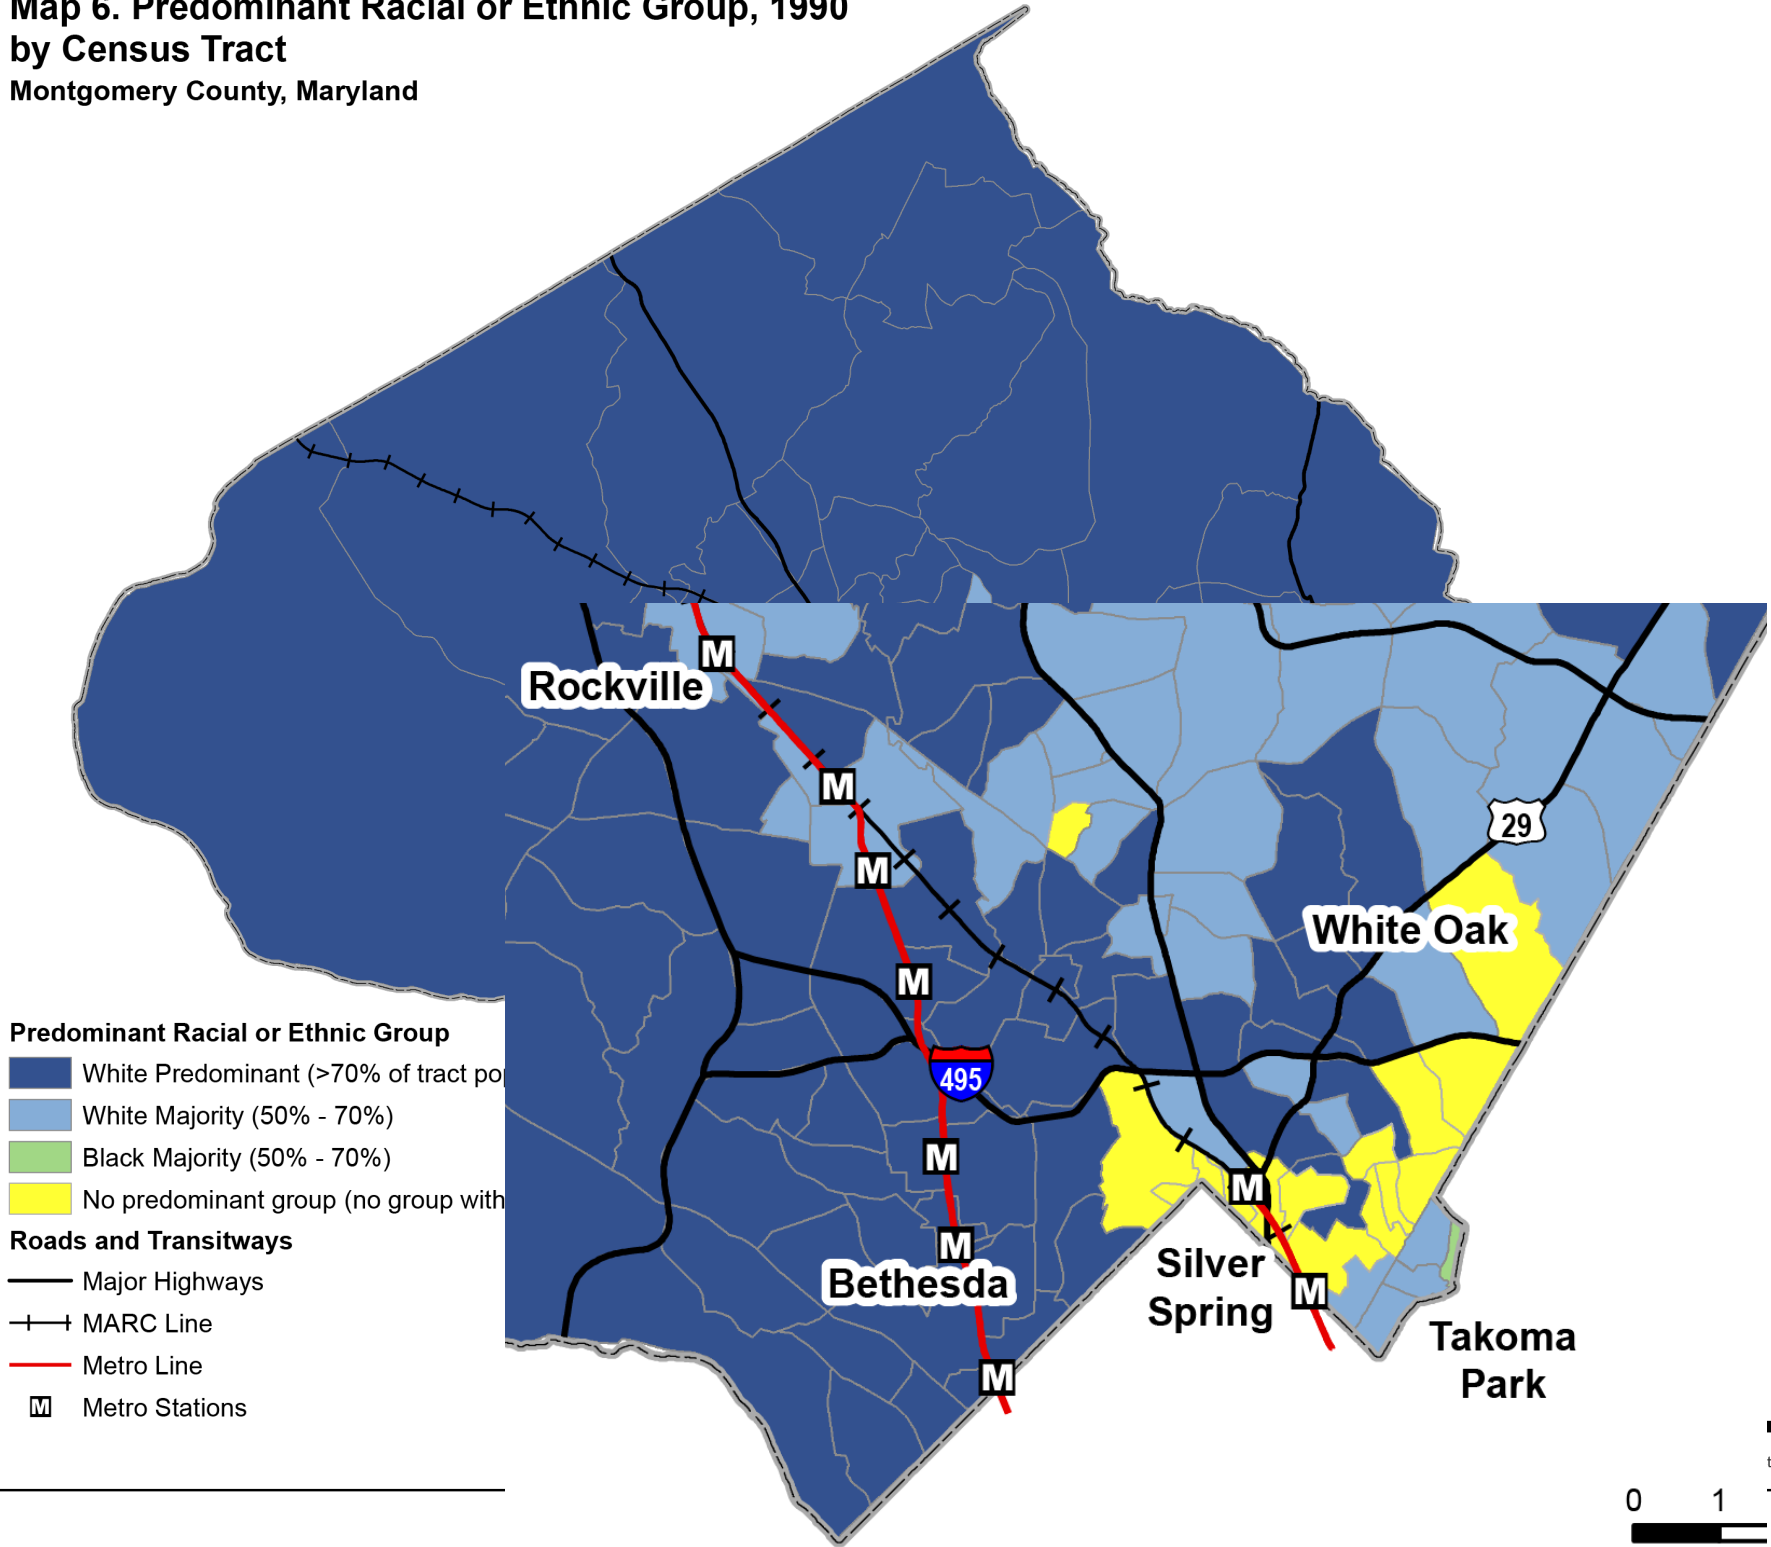 Map 6. Predominant Racial or Ethnic Group, 1990
by Census Tract
Montgomery County, Maryland
M
Rockville
M
29
M
White Oak
M
495
Predominant Racial or Ethnic Group
White Predominant (>70% of tract po
White Majority (50% - 70%)
Black Majority (50% - 70%)
No predominant group (no group with
Roads and Transitways
Major Highways
MARC Line
Metro Line
M Metro Stations
M
M
M
Bethesda
Silver
Spring
M
M
Takoma
Park
t
0 1